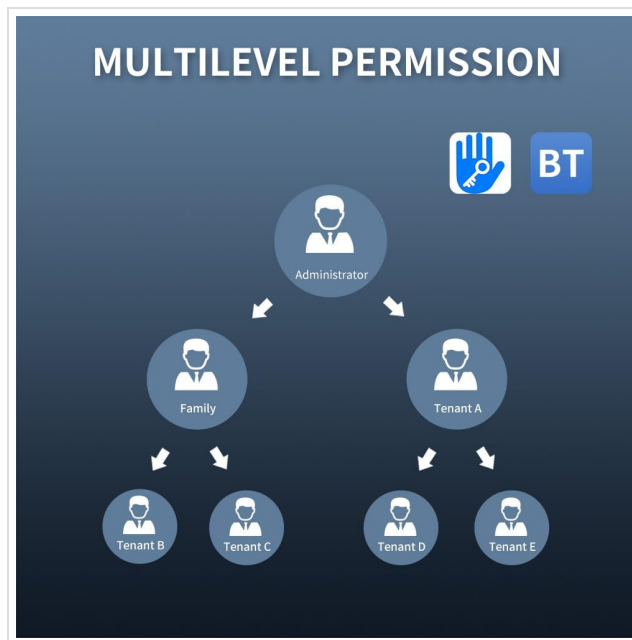 MULTILEVEL PERMISSION
BT
Administrator
Family
Tenant A
Tenant B
Tenant C
Tenant D
Tenant E